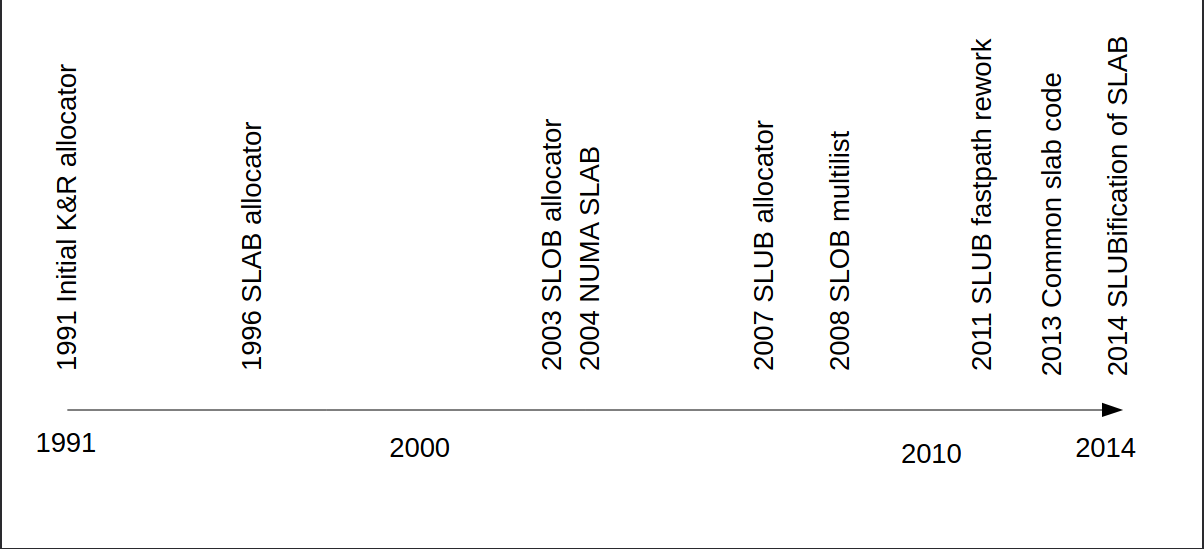 1991 Initial K&R allocator
1996 SLAB allocator
2003 SLOB allocator
2004 NUMA SLAB
2007 SLUB allocator
2008 SLOB multilist
2011 SLUB fastpath rework
2013 Common slab code
2014 SLUBification of SLAB
1991
2000
2010
2014